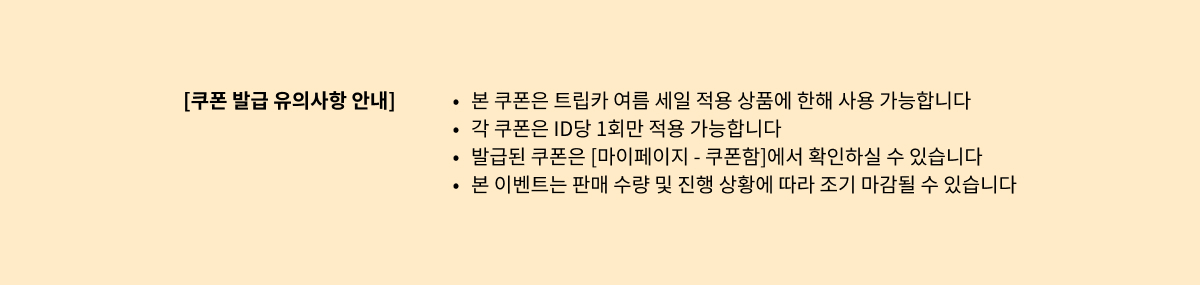 [쿠폰 발급 유의사항 안내]
• 본 쿠폰은 트립카 여름 세일 적용 상품에 한해 사용 가능합니다
• 각 쿠폰은 ID당 1회만 적용 가능합니다
• 발급된 쿠폰은 [마이페이지 - 쿠폰함]에서 확인하실 수 있습니다
• 본 이벤트는 판매 수량 및 진행 상황에 따라 조기 마감될 수 있습니다